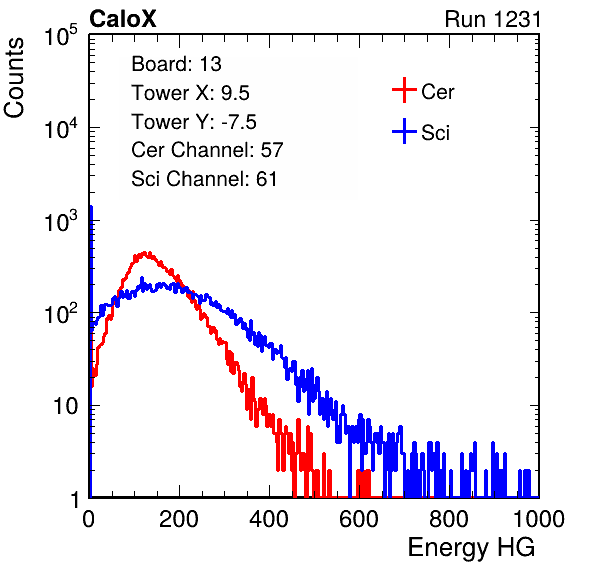 CaloX Run 1231
Board: 13
Tower X: 9.5
Tower Y: -7.5
Cer Channel: 57
Sci Channel: 61
Cer
Sci
Counts
10^5
10^4
10^3
10^2
10
1
0 200 400 600 800 1000
Energy HG